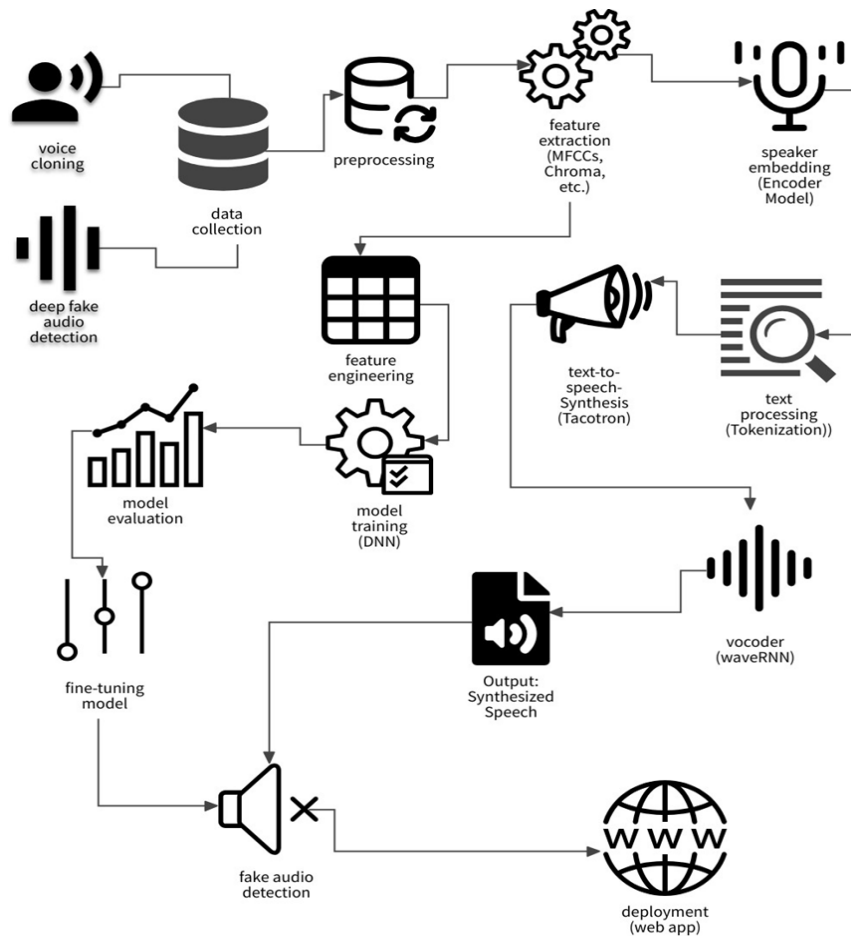 voice
cloning
data
collection
preprocessing
feature
extraction
(MFCCs,
Chroma,
etc.)
speaker
embedding
(Encoder
Model)
deep fake
audio
detection
feature
engineering
text-to-
speech-
Synthesis
(Tacotron)
text
processing
(Tokenization))
model
evaluation
model
training
(DNN)
vocoder
(waveRNN)
Output:
Synthesized
Speech
fine-tuning
model
fake audio
detection
W W W
deployment
(web app)